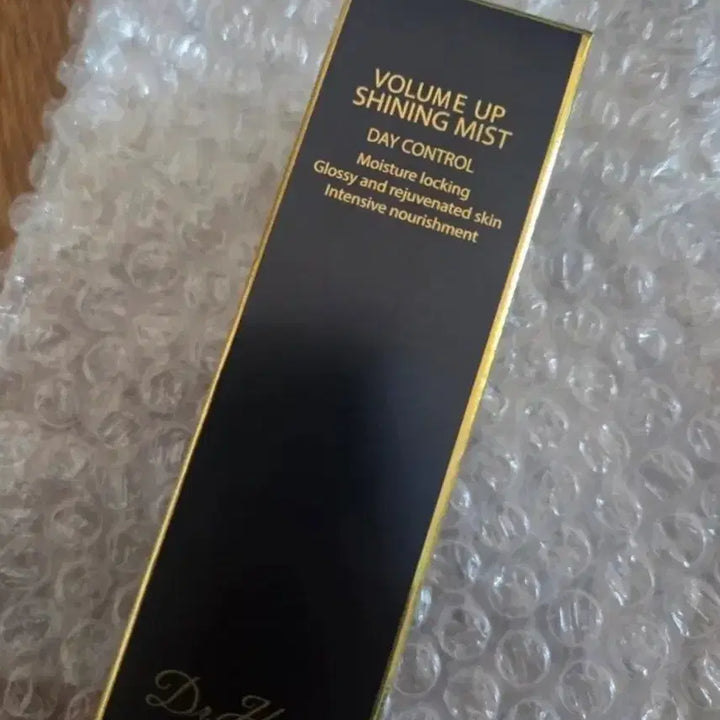 VOLUME UP
SHINING MIST
DAY CONTROL
Moisture locking
Glossy and rejuvenated skin
Intensive nourishment